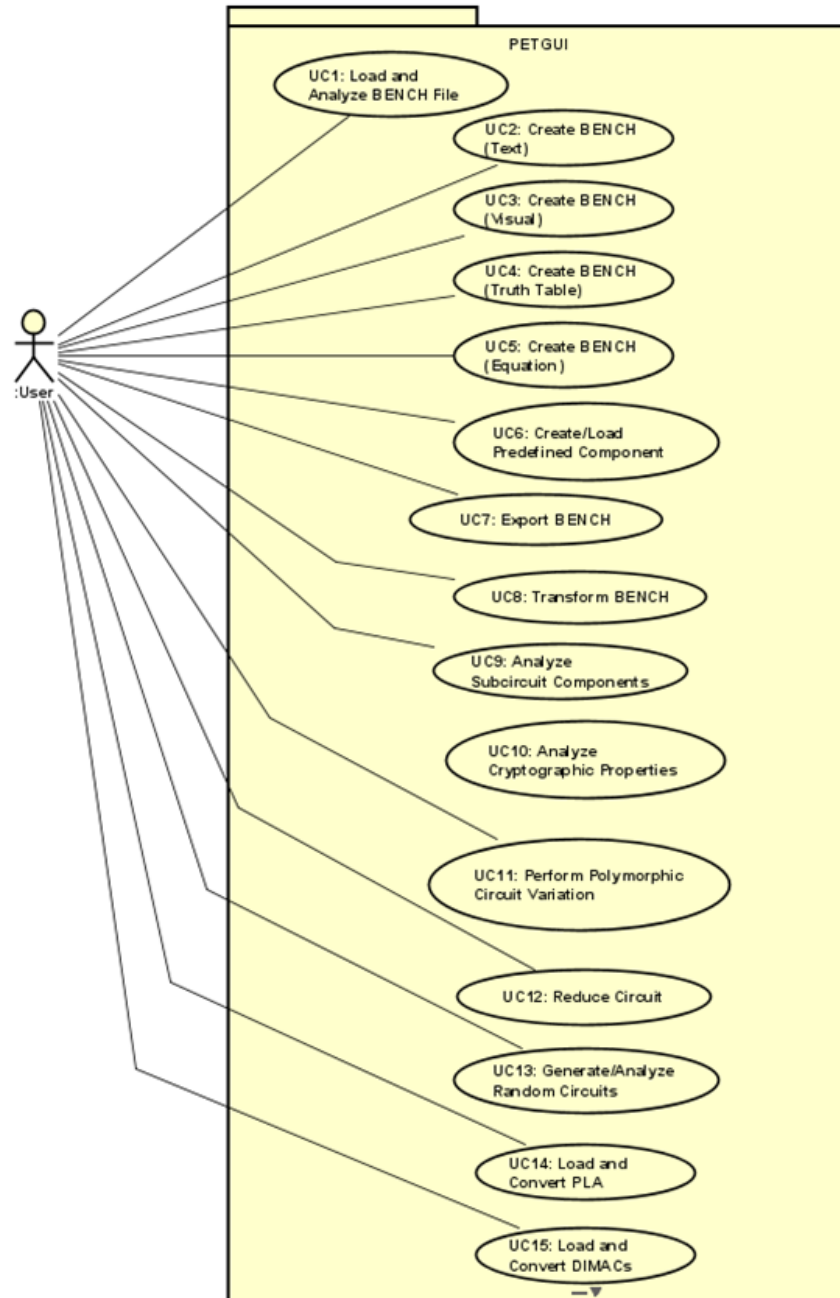 PETGUI
UC1: Load and
Analyze BENCH File
UC2: Create BENCH
(Text)
UC3: Create BENCH
(Visual)
UC4: Create BENCH
(Truth Table)
UC5: Create BENCH
(Equation)
:User
UC6: Create/Load
Predefined Component
UC7: Export BENCH
UC8: Transform BENCH
UC9: Analyze
Subcircuit Components
UC10: Analyze
Cryptographic Properties
UC11: Perform Polymorphic
Circuit Variation
UC12: Reduce Circuit
UC13: Generate/Analyze
Random Circuits
UC14: Load and
Convert PLA
UC15: Load and
Convert DIMACs